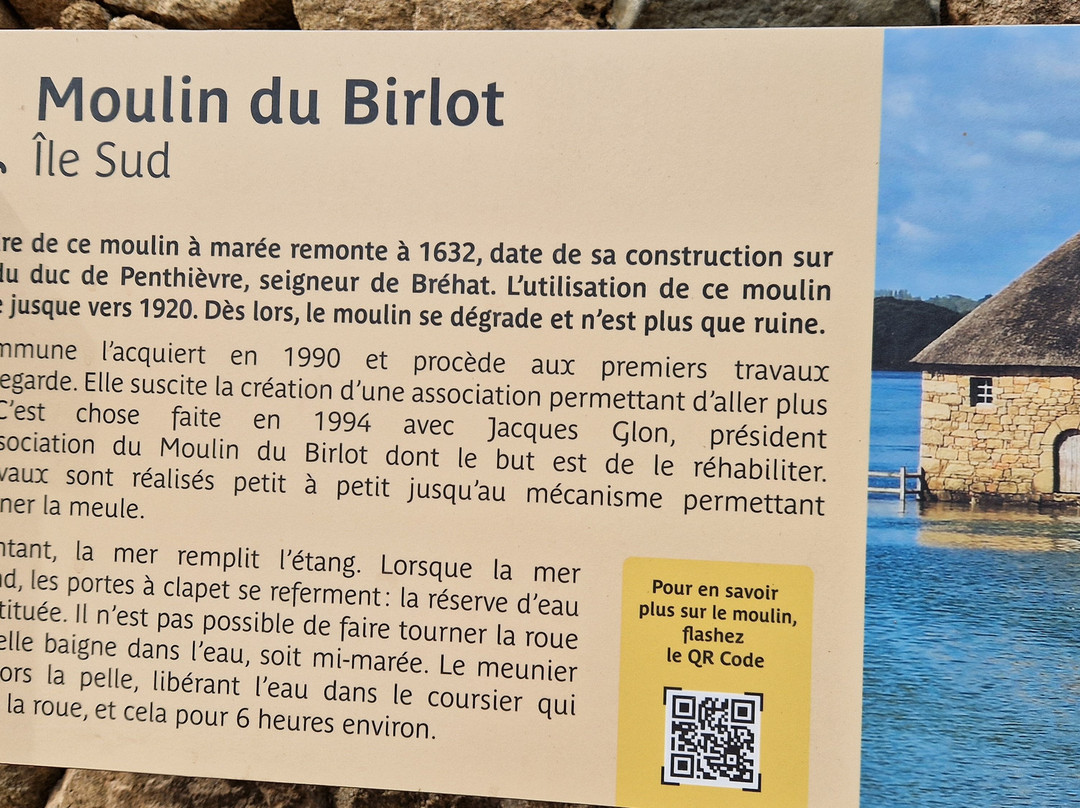 Moulin du Birlot
Île Sud
re de ce moulin à marée remonte à 1632, date de sa construction sur
du duc de Penthièvre, seigneur de Bréhat. L'utilisation de ce moulin
jusque vers 1920. Dès lors, le moulin se dégrade et n'est plus que ruine.
mmune l'acquiert en 1990 et procède aux premiers travaux
egarde. Elle suscite la création d'une association permettant d'aller plus
C'est chose faite en 1994 avec Jacques Glon, président
sociation du Moulin du Birlot dont le but est de le réhabiliter.
vaux sont réalisés petit à petit jusqu'au mécanisme permettant
ner la meule.
ntant, la mer remplit l'étang. Lorsque la mer
nd, les portes à clapet se referment : la réserve d'eau
tituée. Il n'est pas possible de faire tourner la roue
elle baigne dans l'eau, soit mi-marée. Le meunier
ors la pelle, libérant l'eau dans le coursier qui
la roue, et cela pour 6 heures environ.
Pour en savoir
plus sur le moulin,
flashez
le QR Code